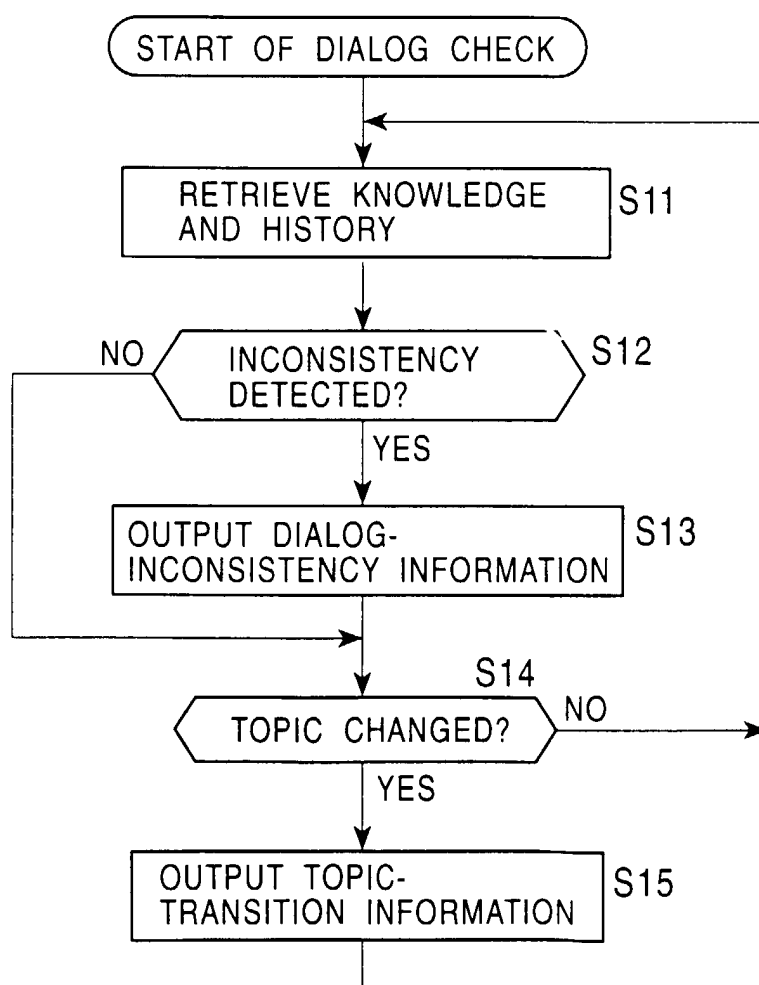 START OF DIALOG CHECK
RETRIEVE KNOWLEDGE
AND HISTORY
S11
NO
INCONSISTENCY
DETECTED?
S12
YES
OUTPUT DIALOG-
INCONSISTENCY INFORMATION
S13
S14
TOPIC CHANGED?
NO
YES
OUTPUT TOPIC-
TRANSITION INFORMATION
S15